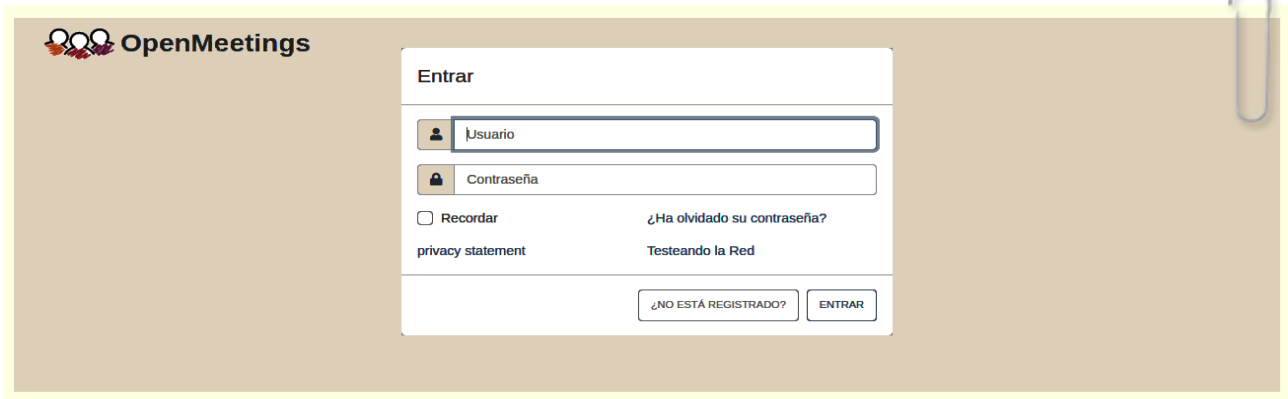 OpenMeetings
Entrar
Usuario
Contraseña
Recordar ¿Ha olvidado su contraseña?
privacy statement Testeando la Red
¿NO ESTÁ REGISTRADO? ENTRAR